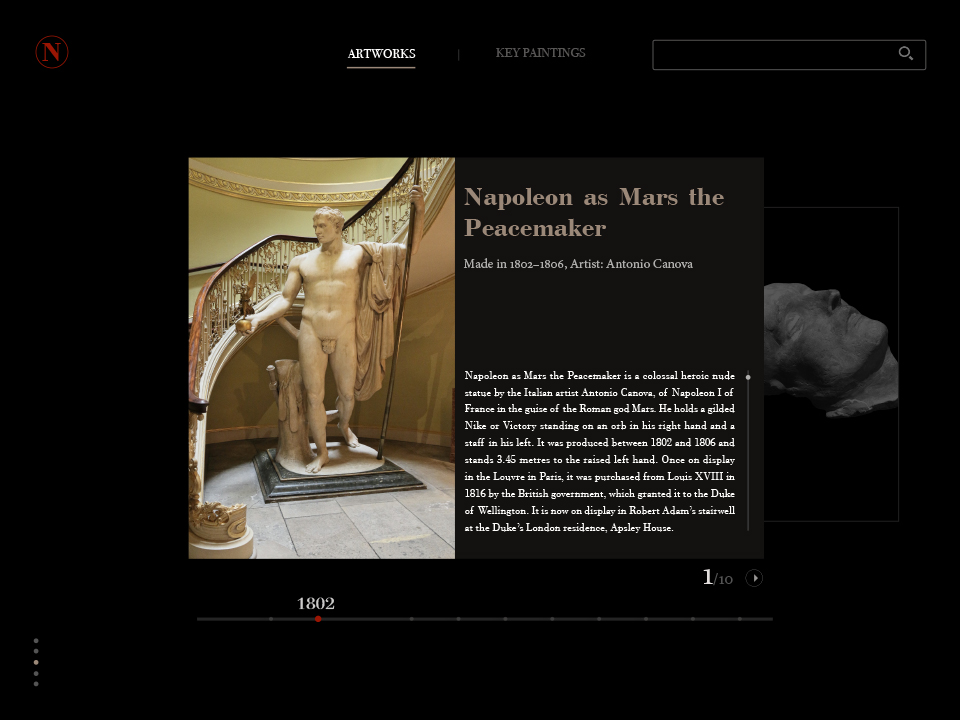 N
ARTWORKS
KEY PAINTINGS
Napoleon as Mars the
Peacemaker
Made in 1802–1806, Artist: Antonio Canova
Napoleon as Mars the Peacemaker is a colossal heroic nude
statue by the Italian artist Antonio Canova, of Napoleon I of
France in the guise of the Roman god Mars. He holds a gilded
Nike or Victory standing on an orb in his right hand and a
staff in his left. It was produced between 1802 and 1806 and
stands 3.45 metres to the raised left hand. Once on display
in the Louvre in Paris, it was purchased from Louis XVIII in
1816 by the British government, which granted it to the Duke
of Wellington. It is now on display in Robert Adam's stairwell
at the Duke's London residence, Apsley House.
1/10
1802